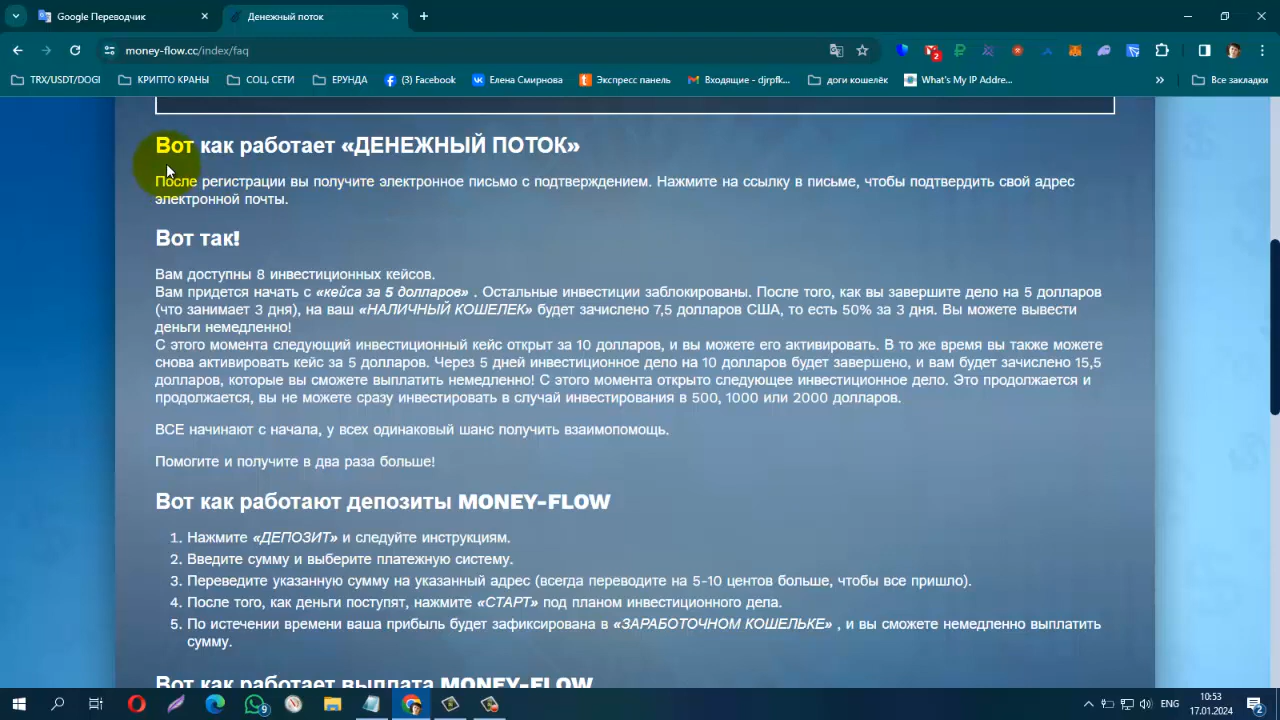 Google Переводчик
Денежный поток
money-flow.cc/index/faq
TRX/USDT/DOGI
КРИПТО КРАНЫ
СОЦ. СЕТИ
ЕРУНДА
(3) Facebook
Елена Смирнова
Экспресс панель
Входящие - djrpfk...
доги кошелёк
What's My IP Addre...
Все закладки
Вот как работает «ДЕНЕЖНЫЙ ПОТОК»
После регистрации вы получите электронное письмо с подтверждением. Нажмите на ссылку в письме, чтобы подтвердить свой адрес
электронной почты.
Вот так!
Вам доступны 8 инвестиционных кейсов.
Вам придется начать с «кейса за 5 долларов» . Остальные инвестиции заблокированы. После того, как вы завершите дело на 5 долларов
(что занимает 3 дня), на ваш «НАЛИЧНЫЙ КОШЕЛЕК» будет зачислено 7,5 долларов США, то есть 50% за 3 дня. Вы можете вывести
деньги немедленно!
С этого момента следующий инвестиционный кейс открыт за 10 долларов, и вы можете его активировать. В то же время вы также можете
снова активировать кейс за 5 долларов. Через 5 дней инвестиционное дело на 10 долларов будет завершено, и вам будет зачислено 15,5
долларов, которые вы сможете выплатить немедленно! С этого момента открыто следующее инвестиционное дело. Это продолжается и
продолжается, вы не можете сразу инвестировать в случай инвестирования в 500, 1000 или 2000 долларов.
ВСЕ начинают с начала, у всех одинаковый шанс получить взаимопомощь.
Помогите и получите в два раза больше!
Вот как работают депозиты MONEY-FLOW
1. Нажмите «ДЕПОЗИТ» и следуйте инструкциям.
2. Введите сумму и выберите платежную систему.
3. Переведите указанную сумму на указанный адрес (всегда переводите на 5-10 центов больше, чтобы все пришло).
4. После того, как деньги поступят, нажмите «СТАРТ» под планом инвестиционного дела.
5. По истечении времени ваша прибыль будет зафиксирована в «ЗАРАБОТОЧНОМ КОШЕЛЬКЕ» , и вы сможете немедленно выплатить
сумму.
Вот как работает выплата MONEY-FLOW
9
ENG
10:53
17.01.2024
2